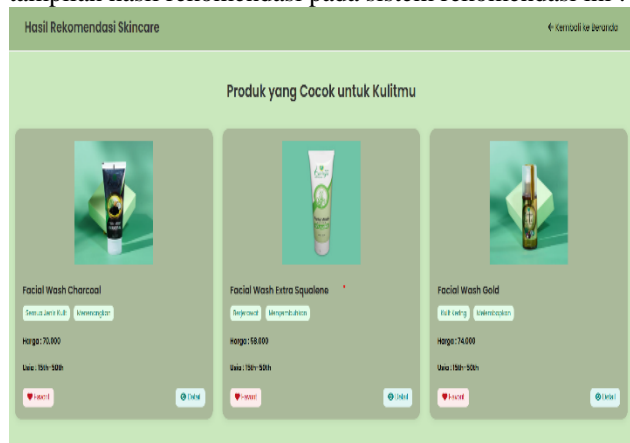 tampilan hasil rekomendasi pada sistem rekomendasi ini :
Hasil Rekomendasi Skincare
← Kembali ke Beranda
Produk yang Cocok untuk Kulitmu
Facial Wash Charcoal
Semua Jenis Kulit Menenangkan
Harga : 70.000
Usia : 15th-50th
Favorit Detail
Facial Wash Extra Squalene
Berjerawat Mengembalikan
Harga : 58.000
Usia : 15th-50th
Favorit Detail
Facial Wash Gold
Kulit Kering Melembapkan
Harga : 74.000
Usia : 15th-50th
Favorit Detail